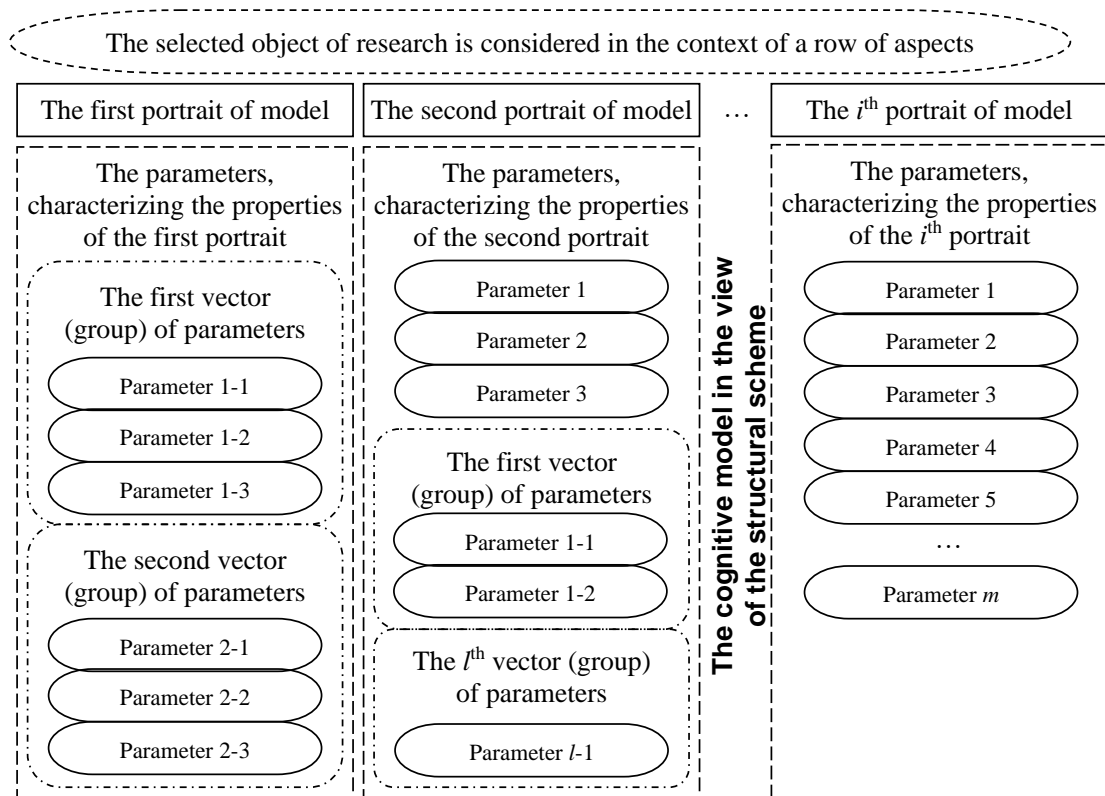 The selected object of research is considered in the context of a row of aspects
The first portrait of model
The second portrait of model
…
The iᵗʰ portrait of model
The parameters,
characterizing the properties
of the first portrait
The first vector
(group) of parameters
Parameter 1-1
Parameter 1-2
Parameter 1-3
The second vector
(group) of parameters
Parameter 2-1
Parameter 2-2
Parameter 2-3
The parameters,
characterizing the properties
of the second portrait
Parameter 1
Parameter 2
Parameter 3
The first vector
(group) of parameters
Parameter 1-1
Parameter 1-2
The lᵗʰ vector (group)
of parameters
Parameter l-1
The cognitive model in the view
of the structural scheme
The parameters,
characterizing the properties
of the iᵗʰ portrait
Parameter 1
Parameter 2
Parameter 3
Parameter 4
Parameter 5
…
Parameter m